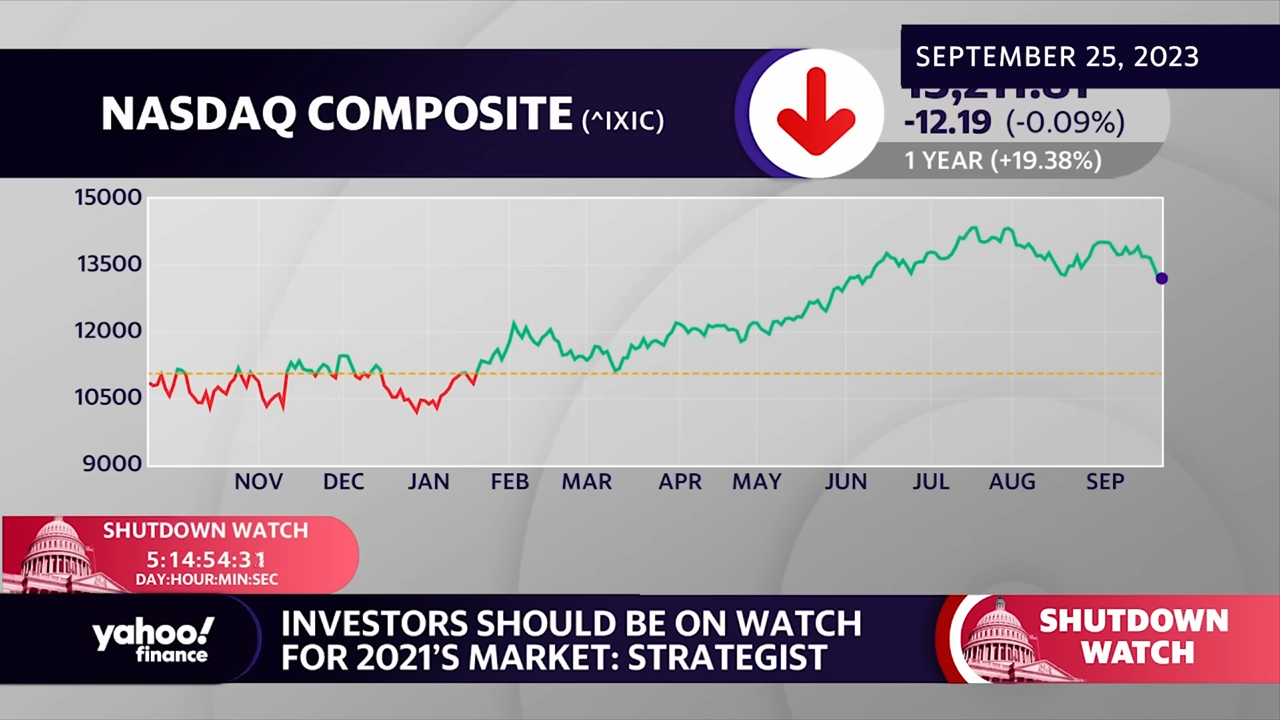 SEPTEMBER 25, 2023
NASDAQ COMPOSITE (^IXIC)
-12.19 (-0.09%)
1 YEAR (+19.38%)
15000
13500
12000
10500
9000
NOV DEC JAN FEB MAR APR MAY JUN JUL AUG SEP
SHUTDOWN WATCH
5:14:54:31
DAY:HOUR:MIN:SEC
yahoo!
finance
INVESTORS SHOULD BE ON WATCH
FOR 2021'S MARKET: STRATEGIST
SHUTDOWN
WATCH